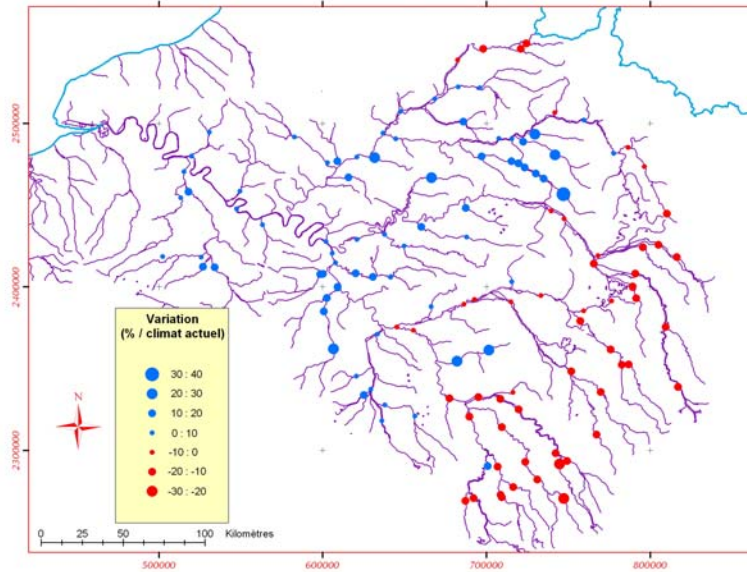 2500000
2400000
2300000
Variation
(% / climat actuel)
30 : 40
20 : 30
10 : 20
0 : 10
-10 : 0
-20 : -10
-30 : -20
N
0 25 50 100 Kilomètres
500000 600000 700000 800000